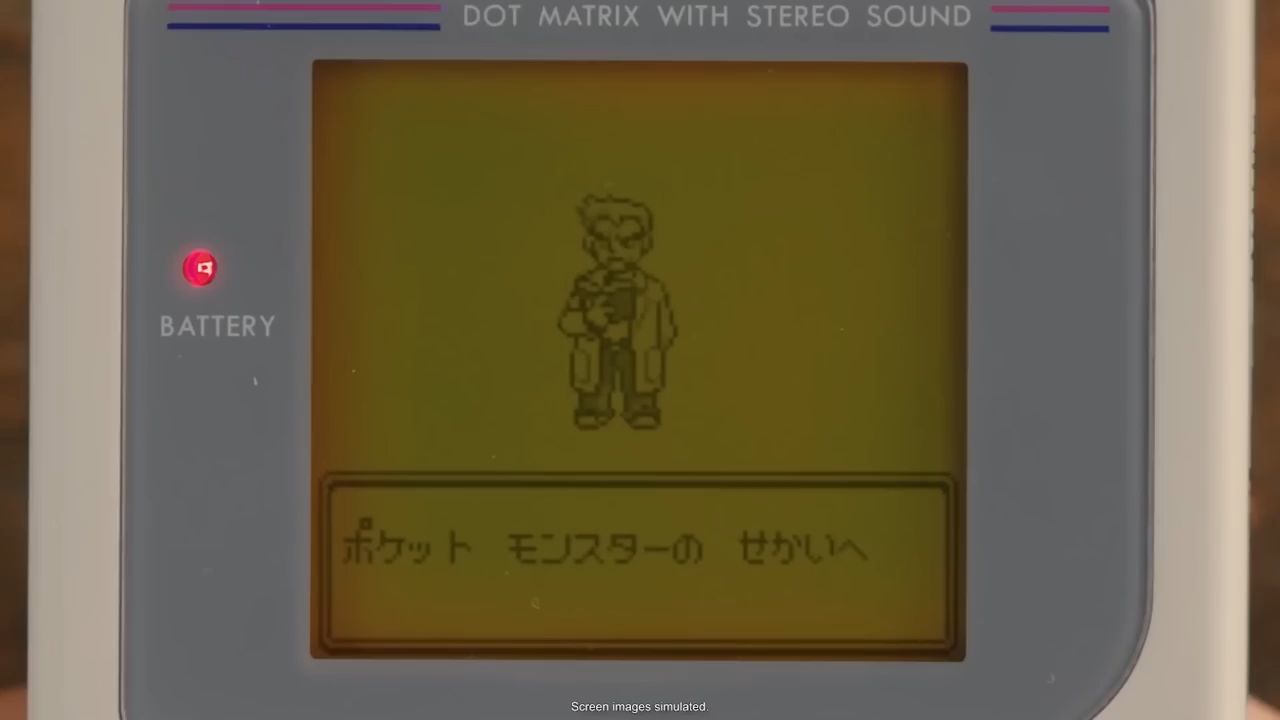 DOT MATRIX WITH STEREO SOUND
BATTERY
ポケット モンスターの せかいへ
Screen images simulated.